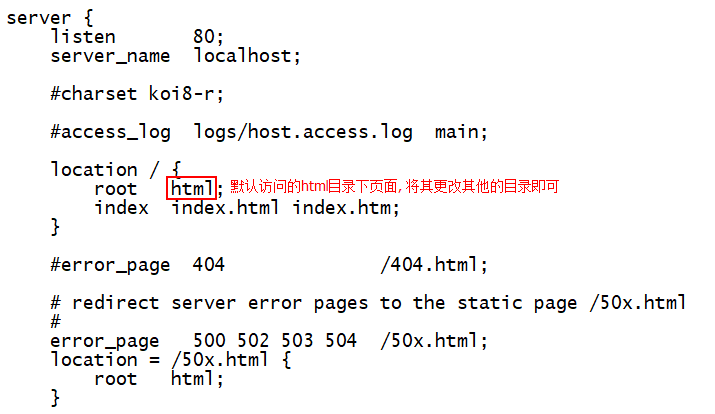 server {
    listen       80;
    server_name  localhost;

    #charset koi8-r;

    #access_log  logs/host.access.log  main;

    location / {
        root   html; 默认访问的html目录下页面, 将其更改其他的目录即可
        index  index.html index.htm;
    }

    #error_page  404              /404.html;

    # redirect server error pages to the static page /50x.html
    #
    error_page   500 502 503 504  /50x.html;
    location = /50x.html {
        root   html;
    }